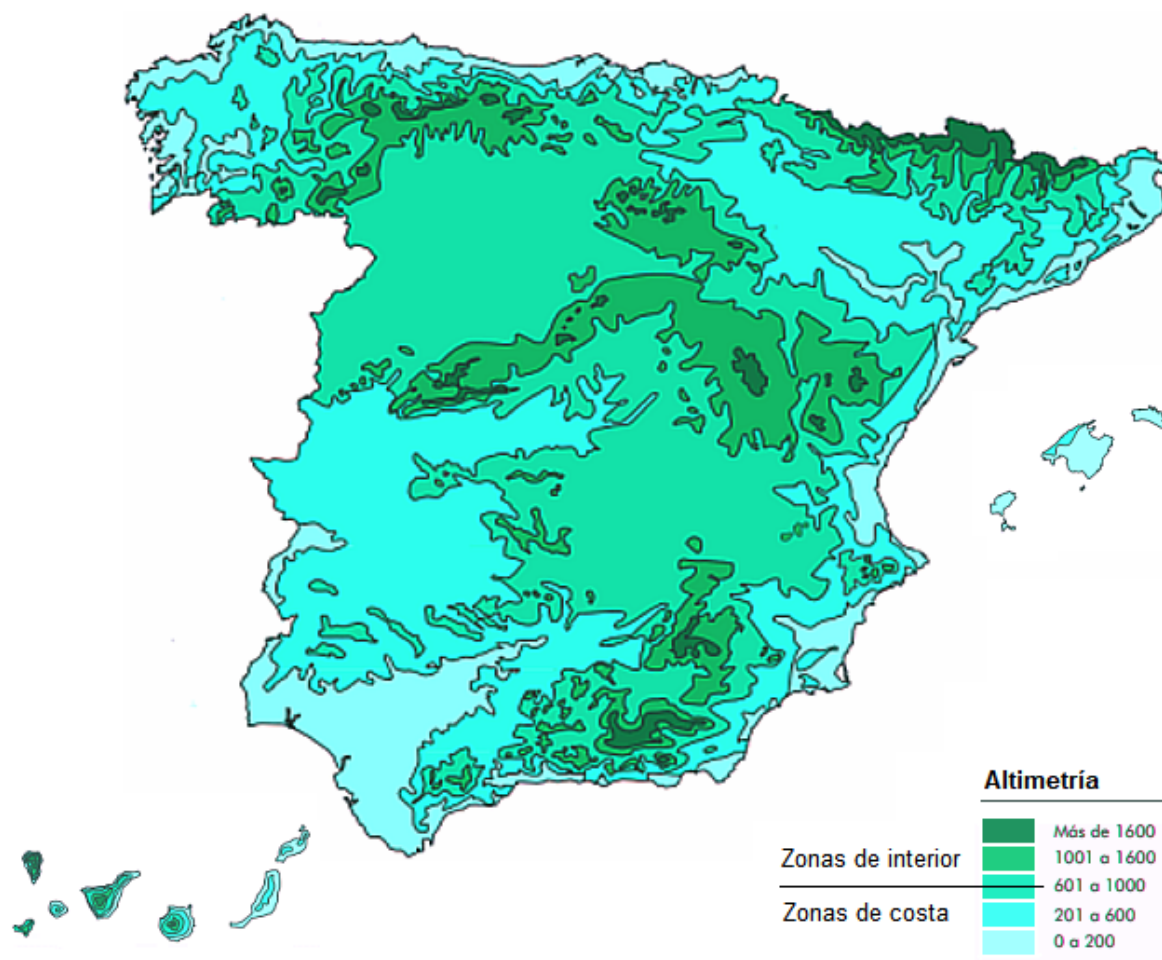 Altimetría
Más de 1600
Zonas de interior
1001 a 1600
601 a 1000
Zonas de costa
201 a 600
0 a 200